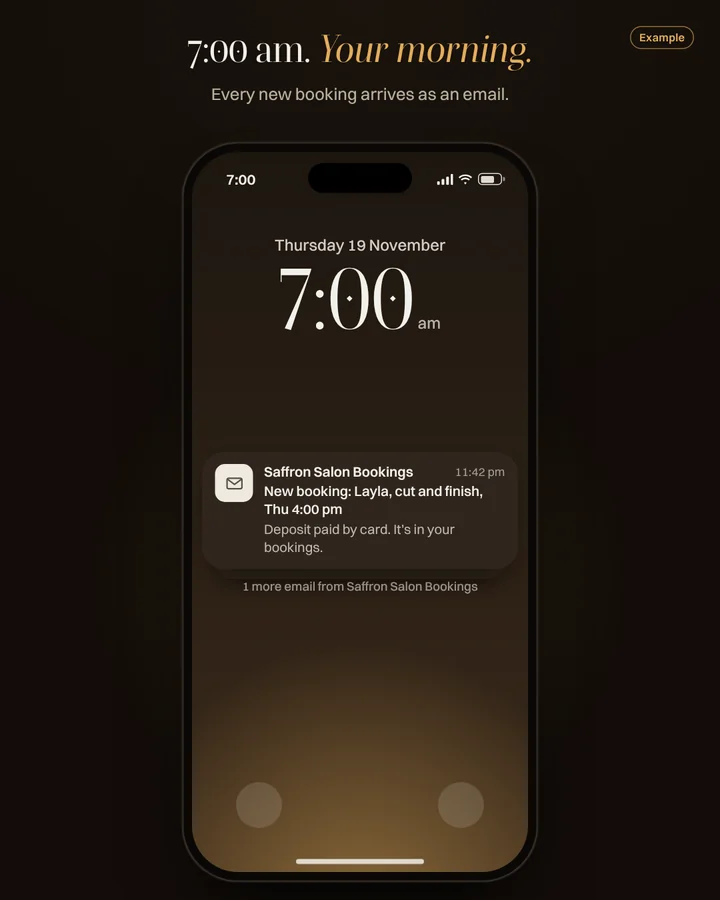 7:00 am. Your morning.
Example
Every new booking arrives as an email.
7:00
Thursday 19 November
7:00 am
Saffron Salon Bookings 11:42 pm
New booking: Layla, cut and finish,
Thu 4:00 pm
Deposit paid by card. It's in your
bookings.
1 more email from Saffron Salon Bookings